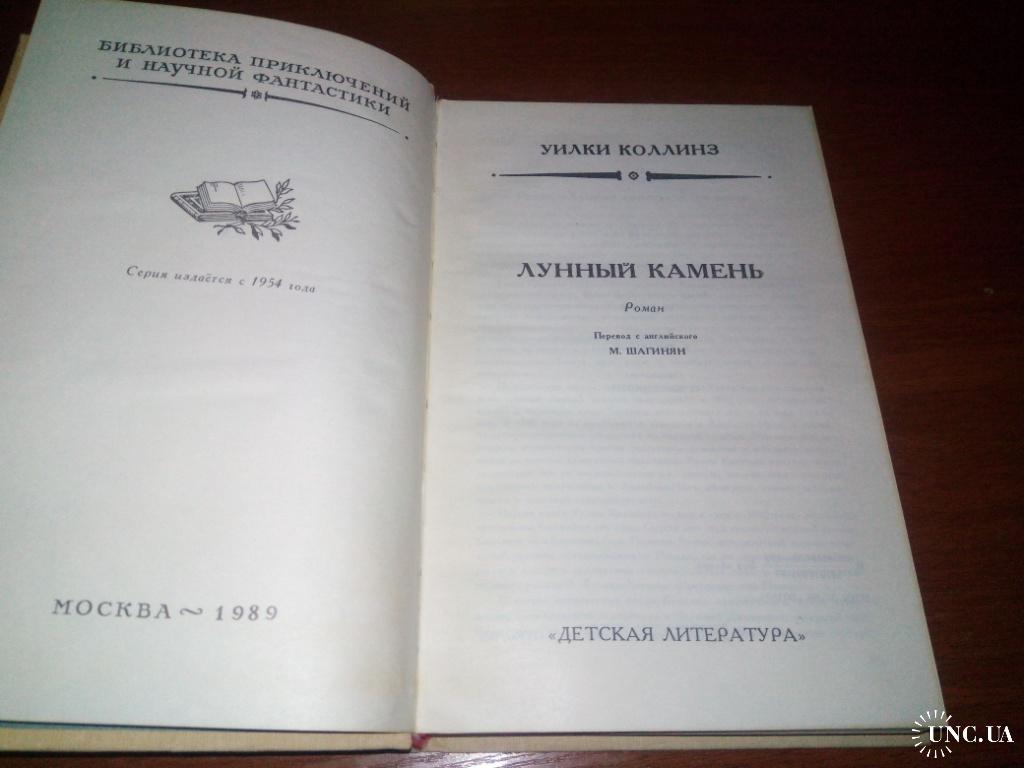 БИБЛИОТЕКА ПРИКЛЮЧЕНИЙ
И НАУЧНОЙ ФАНТАСТИКИ
Серия издаётся с 1954 года
МОСКВА ~ 1989
УИЛКИ КОЛЛИНЗ
ЛУННЫЙ КАМЕНЬ
Роман
Перевод с английского
М. ШАГИНЯН
«ДЕТСКАЯ ЛИТЕРАТУРА»
UNC.UA